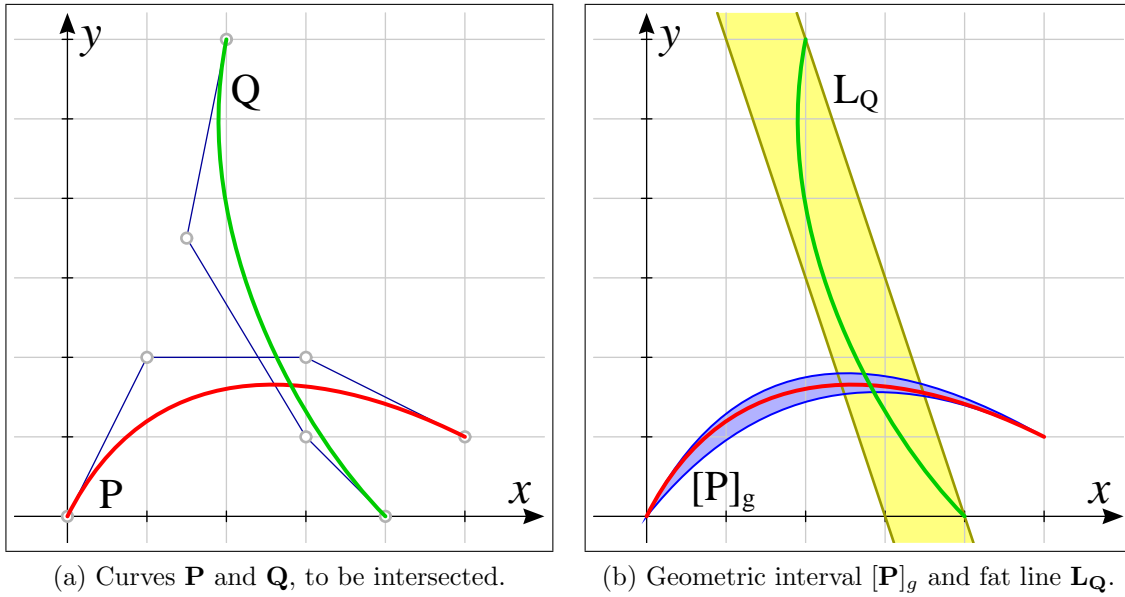 y
Q
P
x
(a) Curves P and Q, to be intersected.
y
L_Q
[P]_g
x
(b) Geometric interval [P]_g and fat line L_Q.